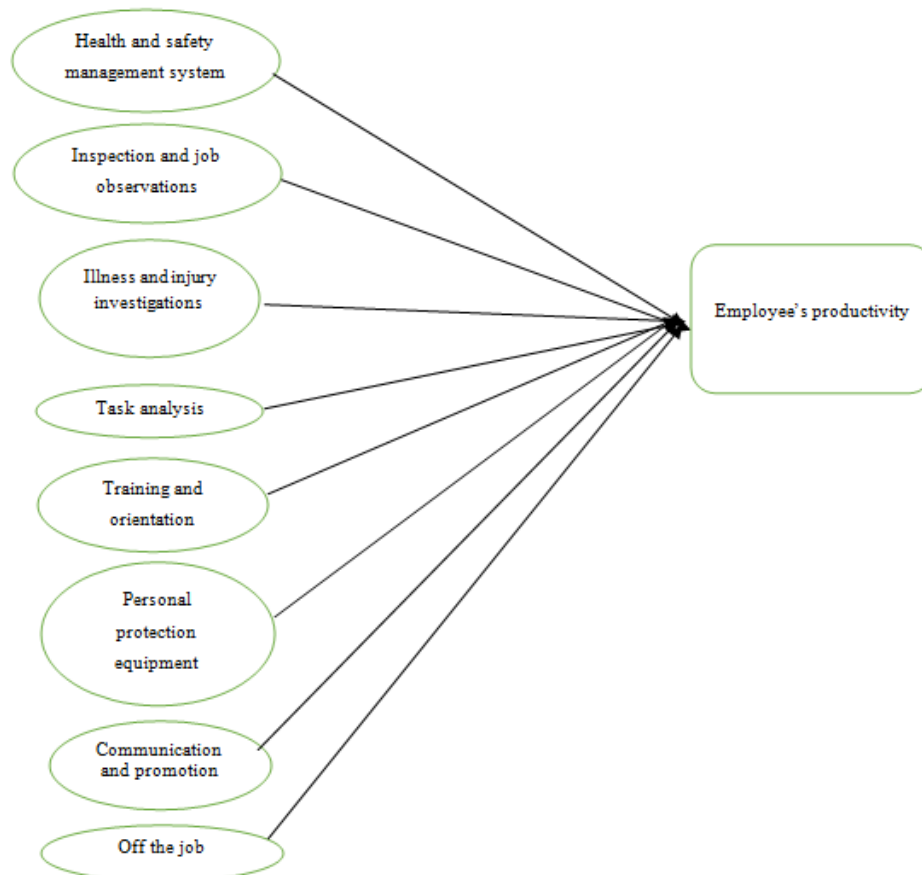 Health and safety
management system
Inspection and job
observations
Illness and injury
investigations
Employee's productivity
Task analysis
Training and
orientation
Personal
protection
equipment
Communication
and promotion
Off the job